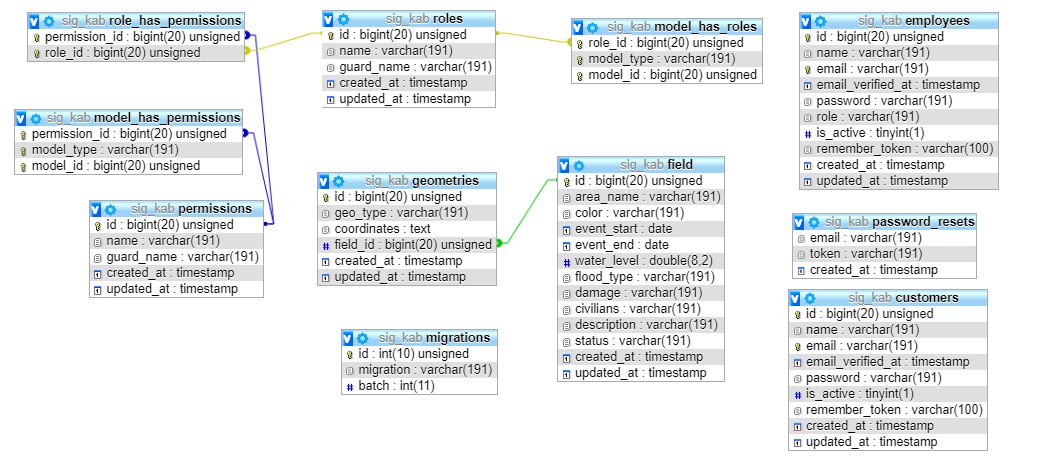 sig_kab role_has_permissions
permission_id : bigint(20) unsigned
role_id : bigint(20) unsigned
sig_kab roles
id : bigint(20) unsigned
name : varchar(191)
guard_name : varchar(191)
created_at : timestamp
updated_at : timestamp
sig_kab model_has_roles
role_id : bigint(20) unsigned
model_type : varchar(191)
model_id : bigint(20) unsigned
sig_kab employees
id : bigint(20) unsigned
name : varchar(191)
email : varchar(191)
email_verified_at : timestamp
password : varchar(191)
role : varchar(191)
is_active : tinyint(1)
remember_token : varchar(100)
created_at : timestamp
updated_at : timestamp
sig_kab model_has_permissions
permission_id : bigint(20) unsigned
model_type : varchar(191)
model_id : bigint(20) unsigned
sig_kab permissions
id : bigint(20) unsigned
name : varchar(191)
guard_name : varchar(191)
created_at : timestamp
updated_at : timestamp
sig_kab geometries
id : bigint(20) unsigned
geo_type : varchar(191)
coordinates : text
field_id : bigint(20) unsigned
created_at : timestamp
updated_at : timestamp
sig_kab field
id : bigint(20) unsigned
area_name : varchar(191)
color : varchar(191)
event_start : date
event_end : date
water_level : double(8,2)
flood_type : varchar(191)
damage : varchar(191)
civilians : varchar(191)
description : varchar(191)
status : varchar(191)
created_at : timestamp
updated_at : timestamp
sig_kab password_resets
email : varchar(191)
token : varchar(191)
created_at : timestamp
sig_kab migrations
id : int(10) unsigned
migration : varchar(191)
batch : int(11)
sig_kab customers
id : bigint(20) unsigned
name : varchar(191)
email : varchar(191)
email_verified_at : timestamp
password : varchar(191)
is_active : tinyint(1)
remember_token : varchar(100)
created_at : timestamp
updated_at : timestamp